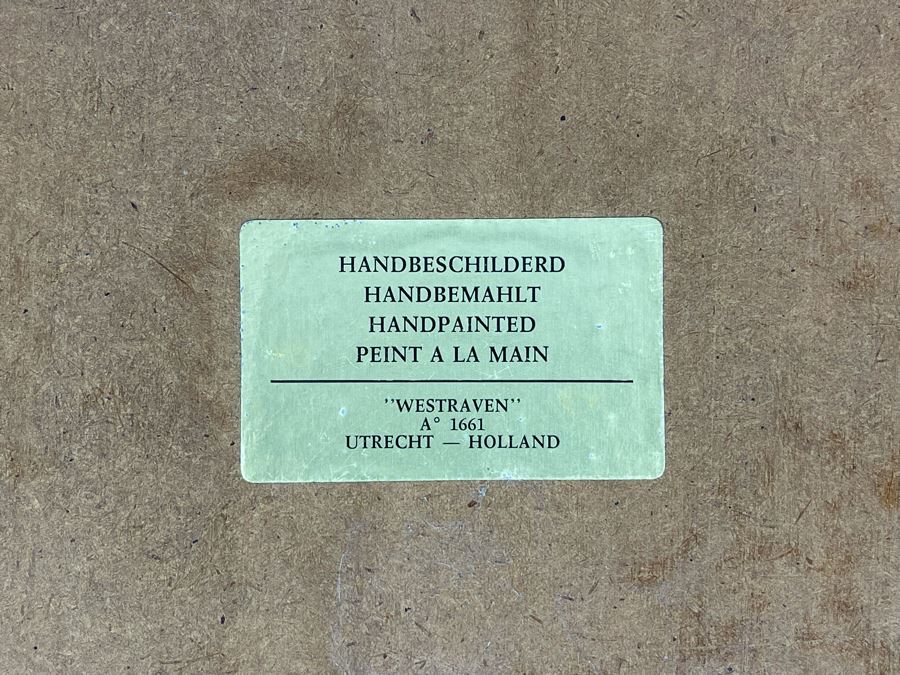 HANDBESCHILDERD
HANDBEMAHLT
HANDPAINTED
PEINT A LA MAIN
’’WESTRAVEN’’
A° 1661
UTRECHT — HOLLAND